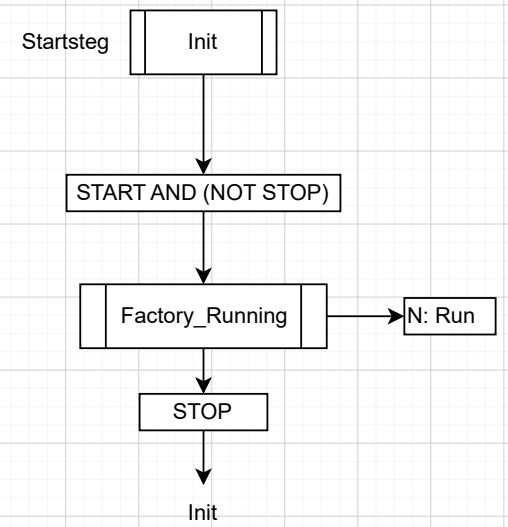 Startsteg
Init
START AND (NOT STOP)
Factory_Running
N: Run
STOP
Init